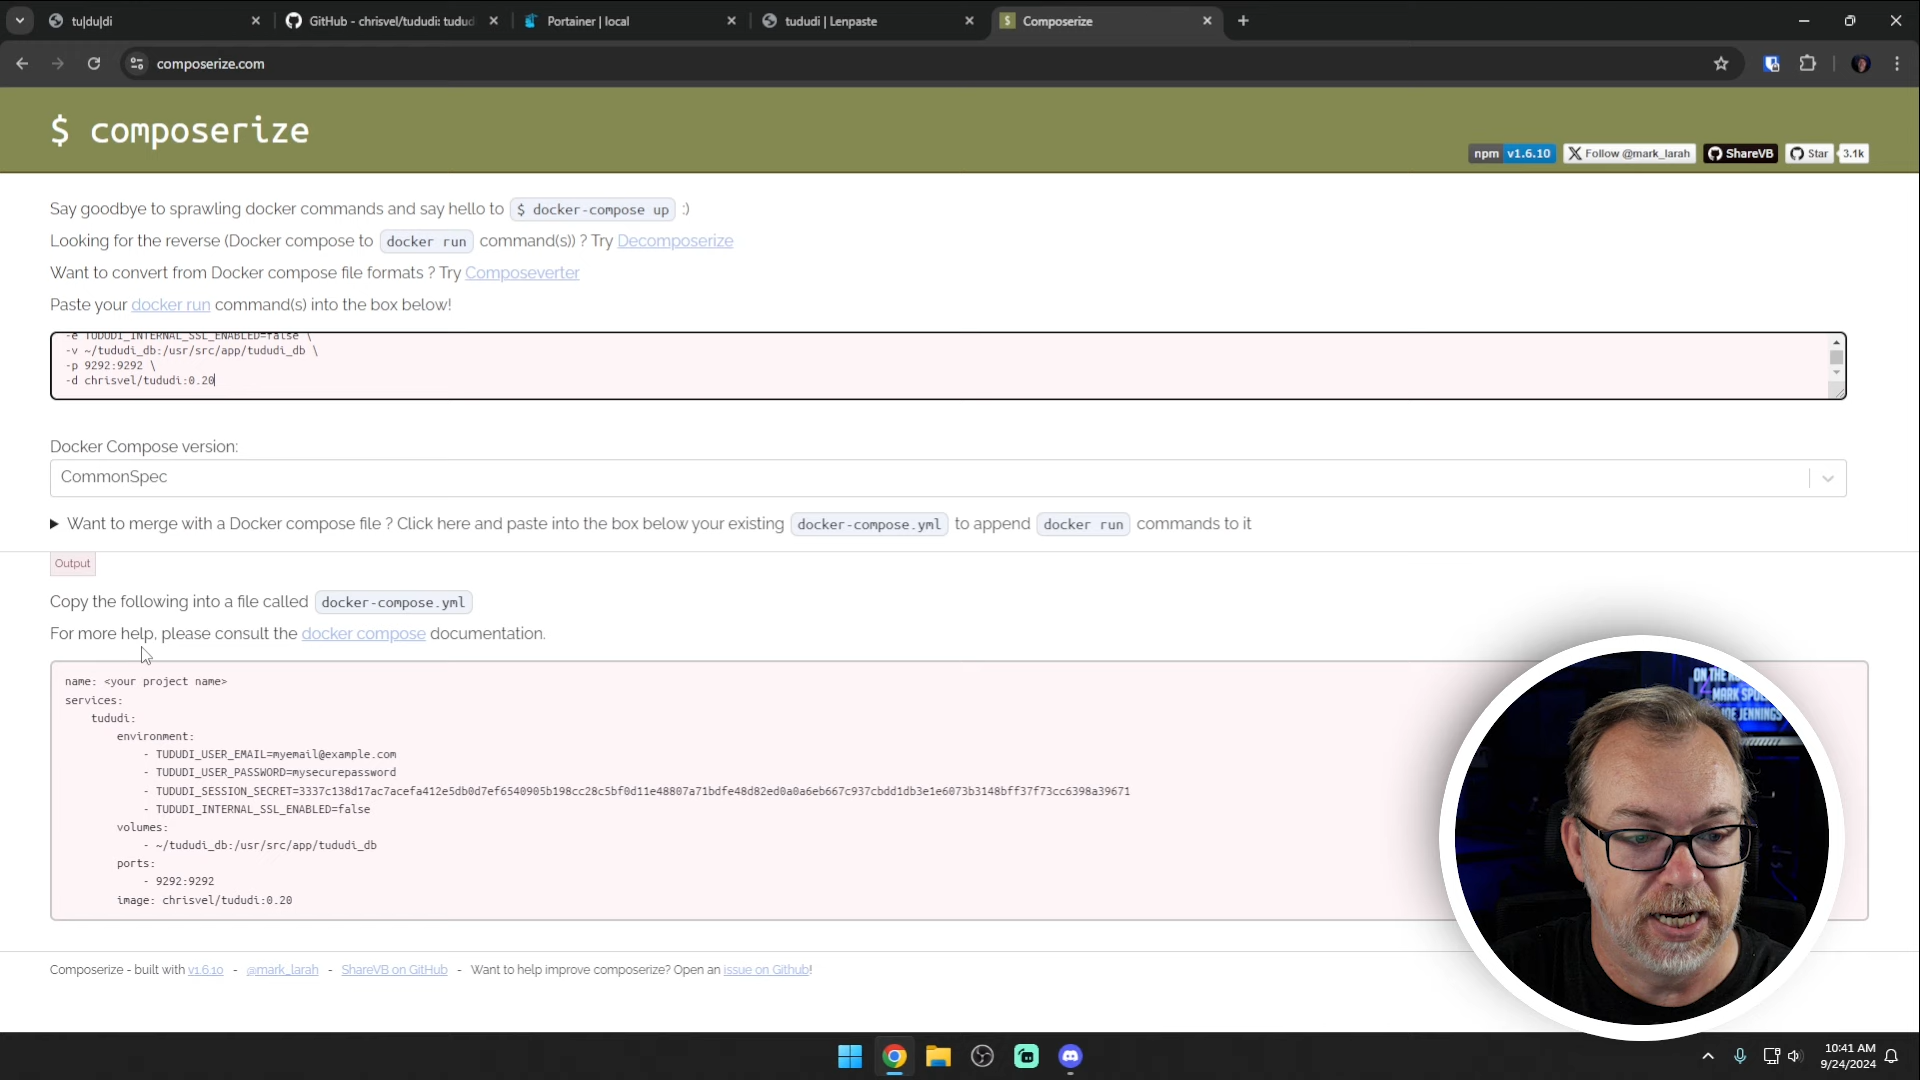 tu|du|di
GitHub - chrisvel/tududi: tudud
Portainer | local
tududi | Lenpaste
Composerize
composerize.com
$ composerize
npm v1.6.10
Follow @mark_larah
ShareVB
Star
3.1k
Say goodbye to sprawling docker commands and say hello to $ docker-compose up :)
Looking for the reverse (Docker compose to docker run command(s)) ? Try Decomposerize
Want to convert from Docker compose file formats ? Try Composeverter
Paste your docker run command(s) into the box below!
-e TUDUDI_INTERNAL_SSL_ENABLED=false \
-v ~/tududi_db:/usr/src/app/tududi_db \
-p 9292:9292 \
-d chrisvel/tududi:0.20
Docker Compose version:
CommonSpec
Want to merge with a Docker compose file ? Click here and paste into the box below your existing docker-compose.yml to append docker run commands to it
Output
Copy the following into a file called docker-compose.yml
For more help, please consult the docker compose documentation.
name: <your project name>
services:
tududi:
environment:
- TUDUDI_USER_EMAIL=myemail@example.com
- TUDUDI_USER_PASSWORD=mysecurepassword
- TUDUDI_SESSION_SECRET=3337c138d17ac7acefa412e5db0d7ef6540905b198cc28c5bf0d11e48807a71bdfe48d82ed0a0a6eb667c937cbdd1db3e1e6073b3148bff37f73cc6398a39671
- TUDUDI_INTERNAL_SSL_ENABLED=false
volumes:
- ~/tududi_db:/usr/src/app/tududi_db
ports:
- 9292:9292
image: chrisvel/tududi:0.20
Composerize - built with v1.6.10 - @mark_larah - ShareVB on GitHub - Want to help improve composerize? Open an issue on Github!
JOE JENNINGS
10:41 AM
9/24/2024